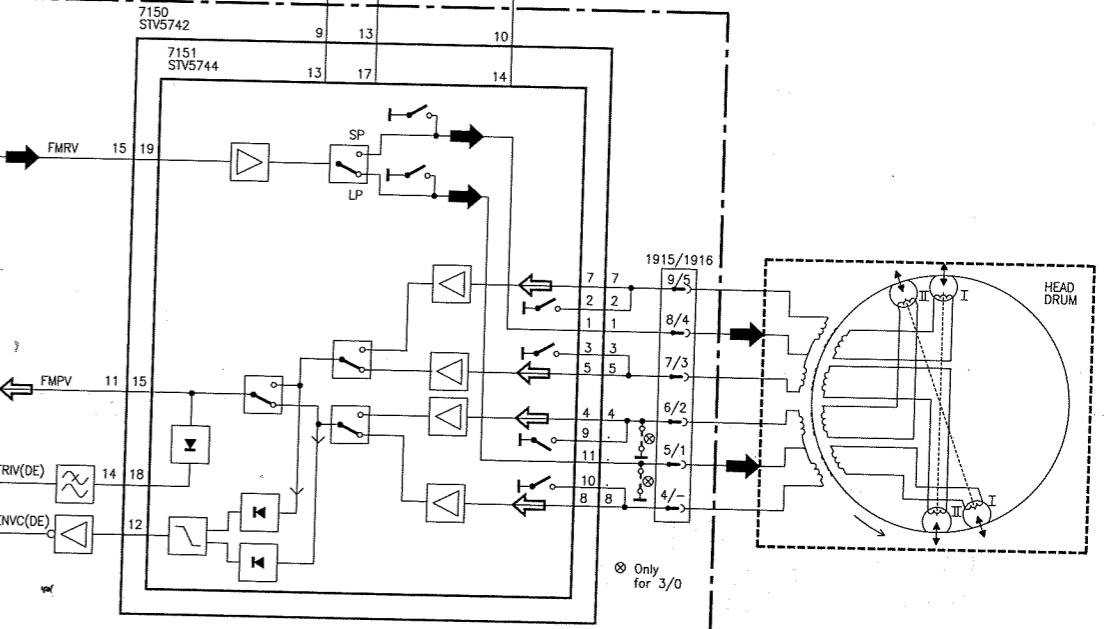 7150
STV5742
9 13 10
7151
STV5744
13 17 14
SP
FMRV 15 19
LP
1915/1916
7 7 9/5
2 2
HEAD
DRUM
II I
1 1 8/4
3 3
5 5 7/3
FMPV 11 15
4 4 6/2
9
11 5/1
10
8 8 4/-
TRIV(DE) 14 18
ENVC(DE) 12
II I
⊗ Only
for 3/0